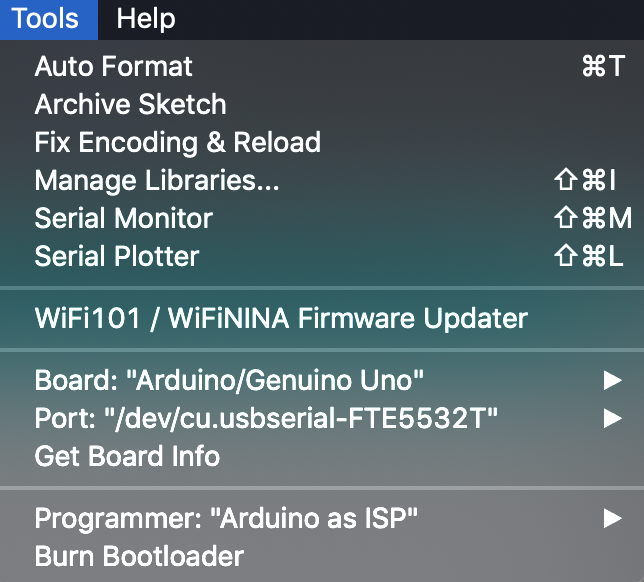 Tools Help
Auto Format ⌘T
Archive Sketch
Fix Encoding & Reload
Manage Libraries... ⇧⌘I
Serial Monitor ⇧⌘M
Serial Plotter ⇧⌘L
WiFi101 / WiFiNINA Firmware Updater
Board: "Arduino/Genuino Uno" ▶
Port: "/dev/cu.usbserial-FTE5532T" ▶
Get Board Info
Programmer: "Arduino as ISP" ▶
Burn Bootloader